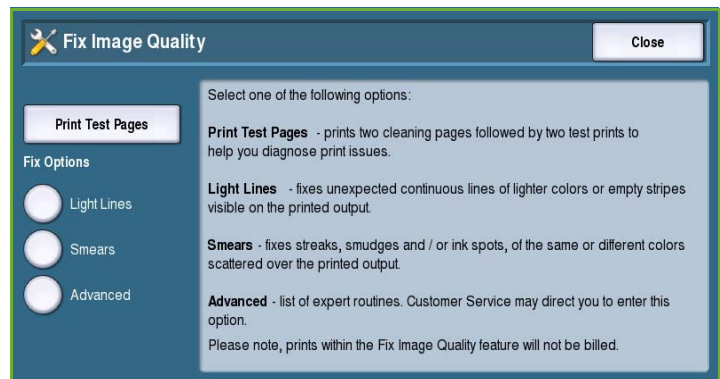 Fix Image Quality
Close
Print Test Pages
Fix Options
Light Lines
Smears
Advanced
Select one of the following options:
Print Test Pages - prints two cleaning pages followed by two test prints to
help you diagnose print issues.
Light Lines - fixes unexpected continuous lines of lighter colors or empty stripes
visible on the printed output.
Smears - fixes streaks, smudges and / or ink spots, of the same or different colors
scattered over the printed output.
Advanced - list of expert routines. Customer Service may direct you to enter this
option.
Please note, prints within the Fix Image Quality feature will not be billed.